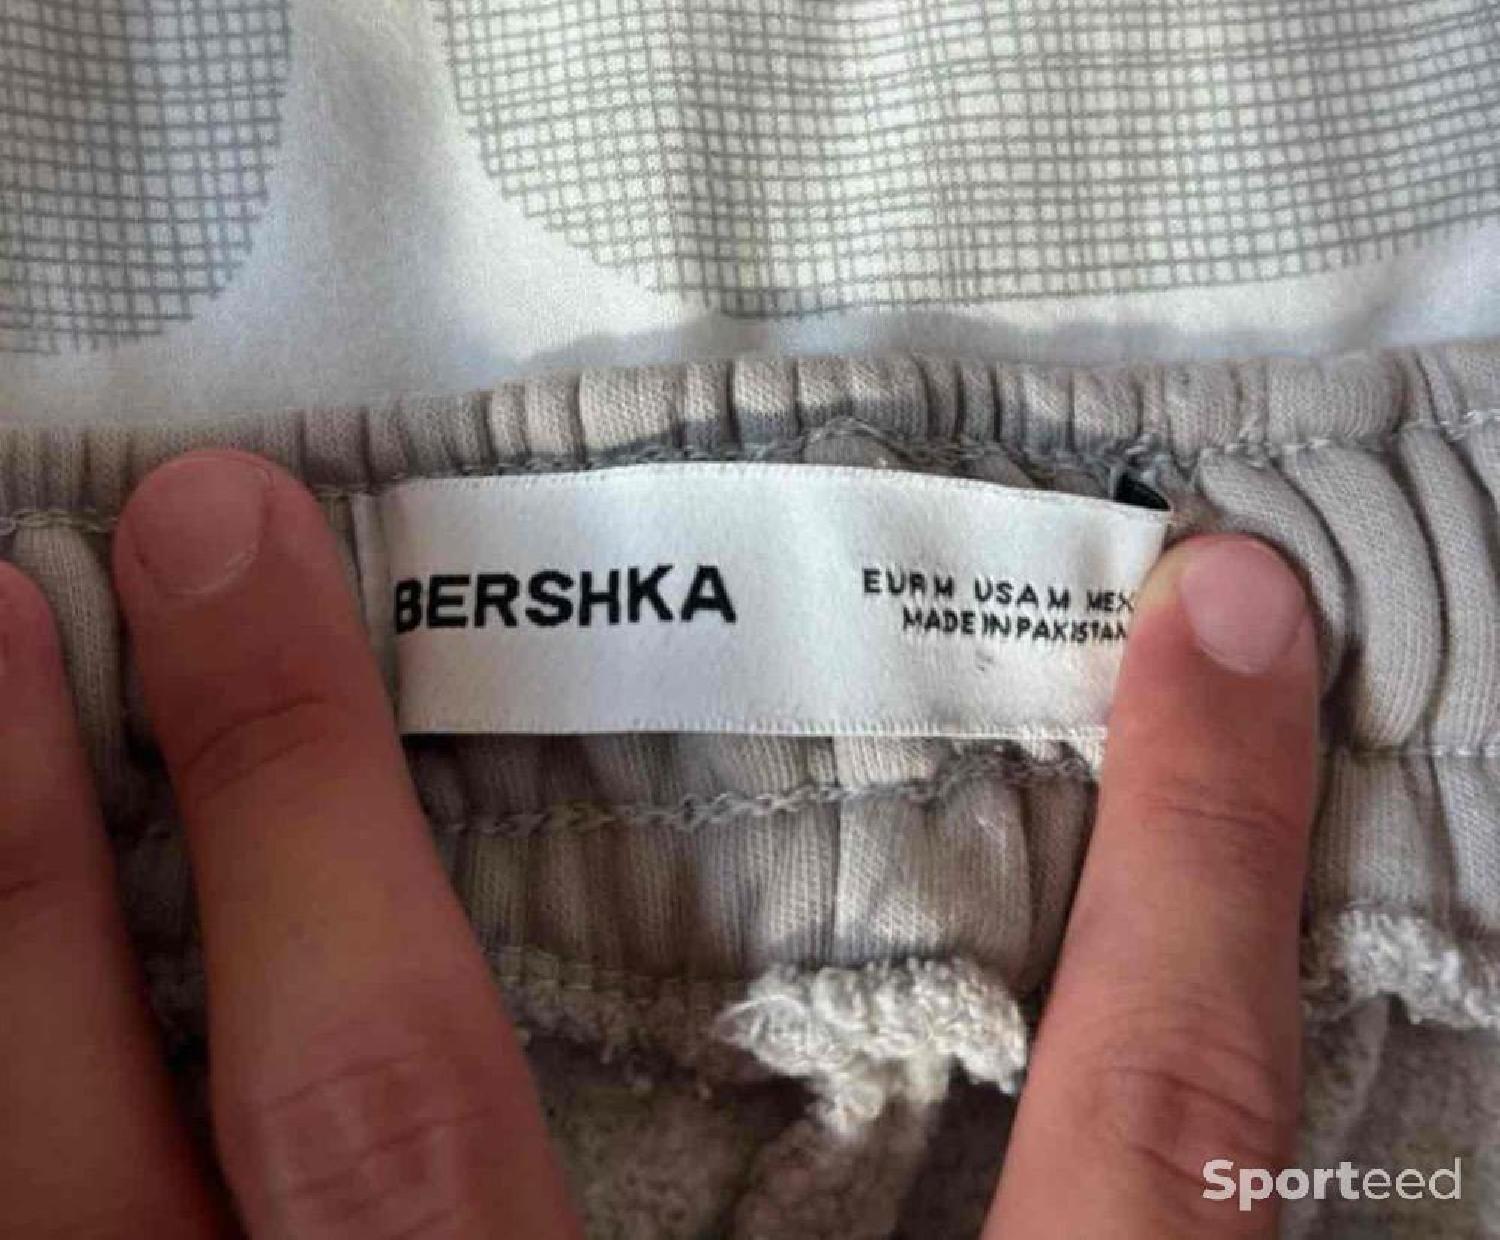 BERSHKA
EUR M USA M MEX
MADE IN PAKISTAN
Sporteed